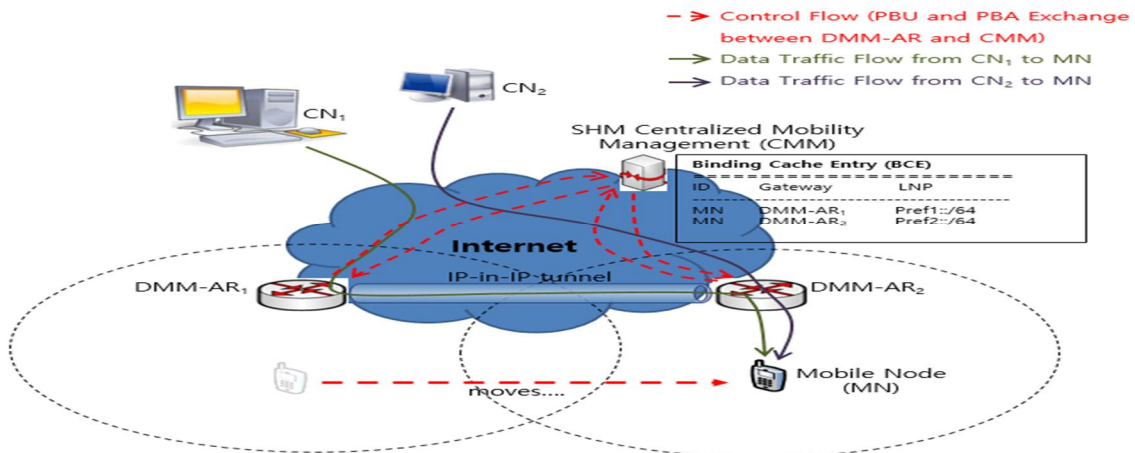 Control Flow (PBU and PBA Exchange
between DMM-AR and CMM)
Data Traffic Flow from CN₁ to MN
Data Traffic Flow from CN₂ to MN
CN₁
CN₂
SHM Centralized Mobility
Management (CMM)
Binding Cache Entry (BCE)
ID Gateway LNP
MN DMM-AR₁ Pref1::/64
MN DMM-AR₂ Pref2::/64
Internet
IP-in-IP tunnel
DMM-AR₁
DMM-AR₂
Mobile Node
(MN)
moves....